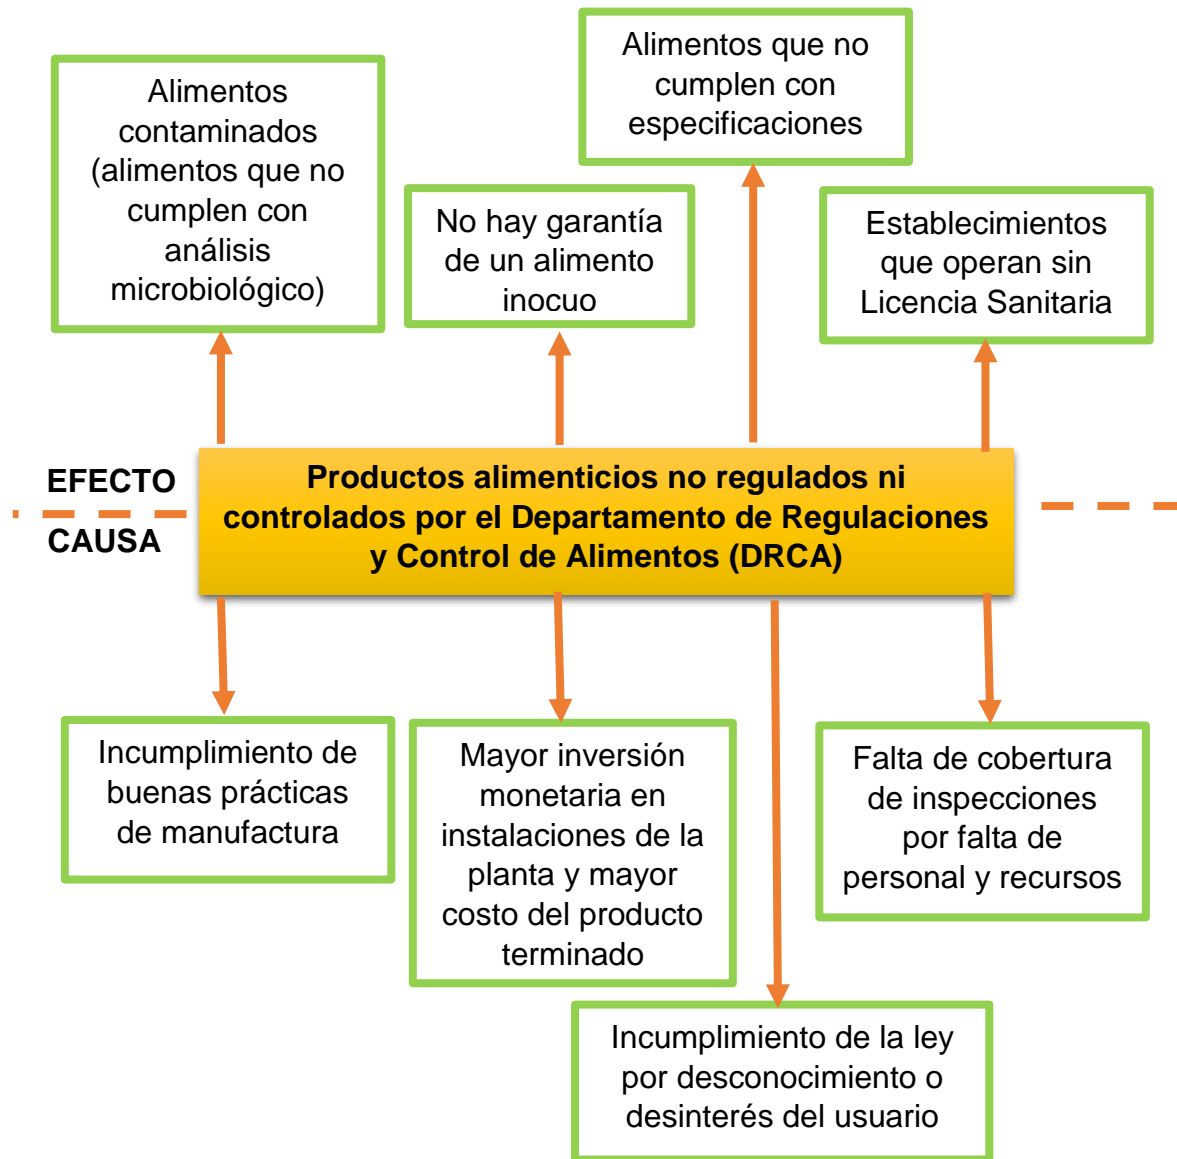 Alimentos que no
cumplen con
especificaciones
Alimentos
contaminados
(alimentos que no
cumplen con
análisis
microbiológico)
No hay garantía
de un alimento
inocuo
Establecimientos
que operan sin
Licencia Sanitaria
EFECTO
CAUSA
Productos alimenticios no regulados ni
controlados por el Departamento de Regulaciones
y Control de Alimentos (DRCA)
Incumplimiento de
buenas prácticas
de manufactura
Mayor inversión
monetaria en
instalaciones de la
planta y mayor
costo del producto
terminado
Falta de cobertura
de inspecciones
por falta de
personal y recursos
Incumplimiento de la ley
por desconocimiento o
desinterés del usuario